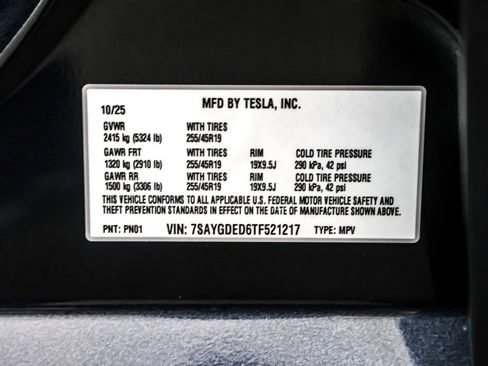 10/25 MFD BY TESLA, INC.
GVWR WITH TIRES
2415 kg (5324 lb) 255/45R19
GAWR FRT WITH TIRES RIM COLD TIRE PRESSURE
1320 kg (2910 lb) 255/45R19 19X9.5J 290 kPa, 42 psi
GAWR RR WITH TIRES RIM COLD TIRE PRESSURE
1500 kg (3306 lb) 255/45R19 19X9.5J 290 kPa, 42 psi
THIS VEHICLE CONFORMS TO ALL APPLICABLE U.S. FEDERAL MOTOR VEHICLE SAFETY AND
THEFT PREVENTION STANDARDS IN EFFECT ON THE DATE OF MANUFACTURE SHOWN ABOVE.
PNT: PN01 VIN: 7SAYGDED6TF521217 TYPE: MPV